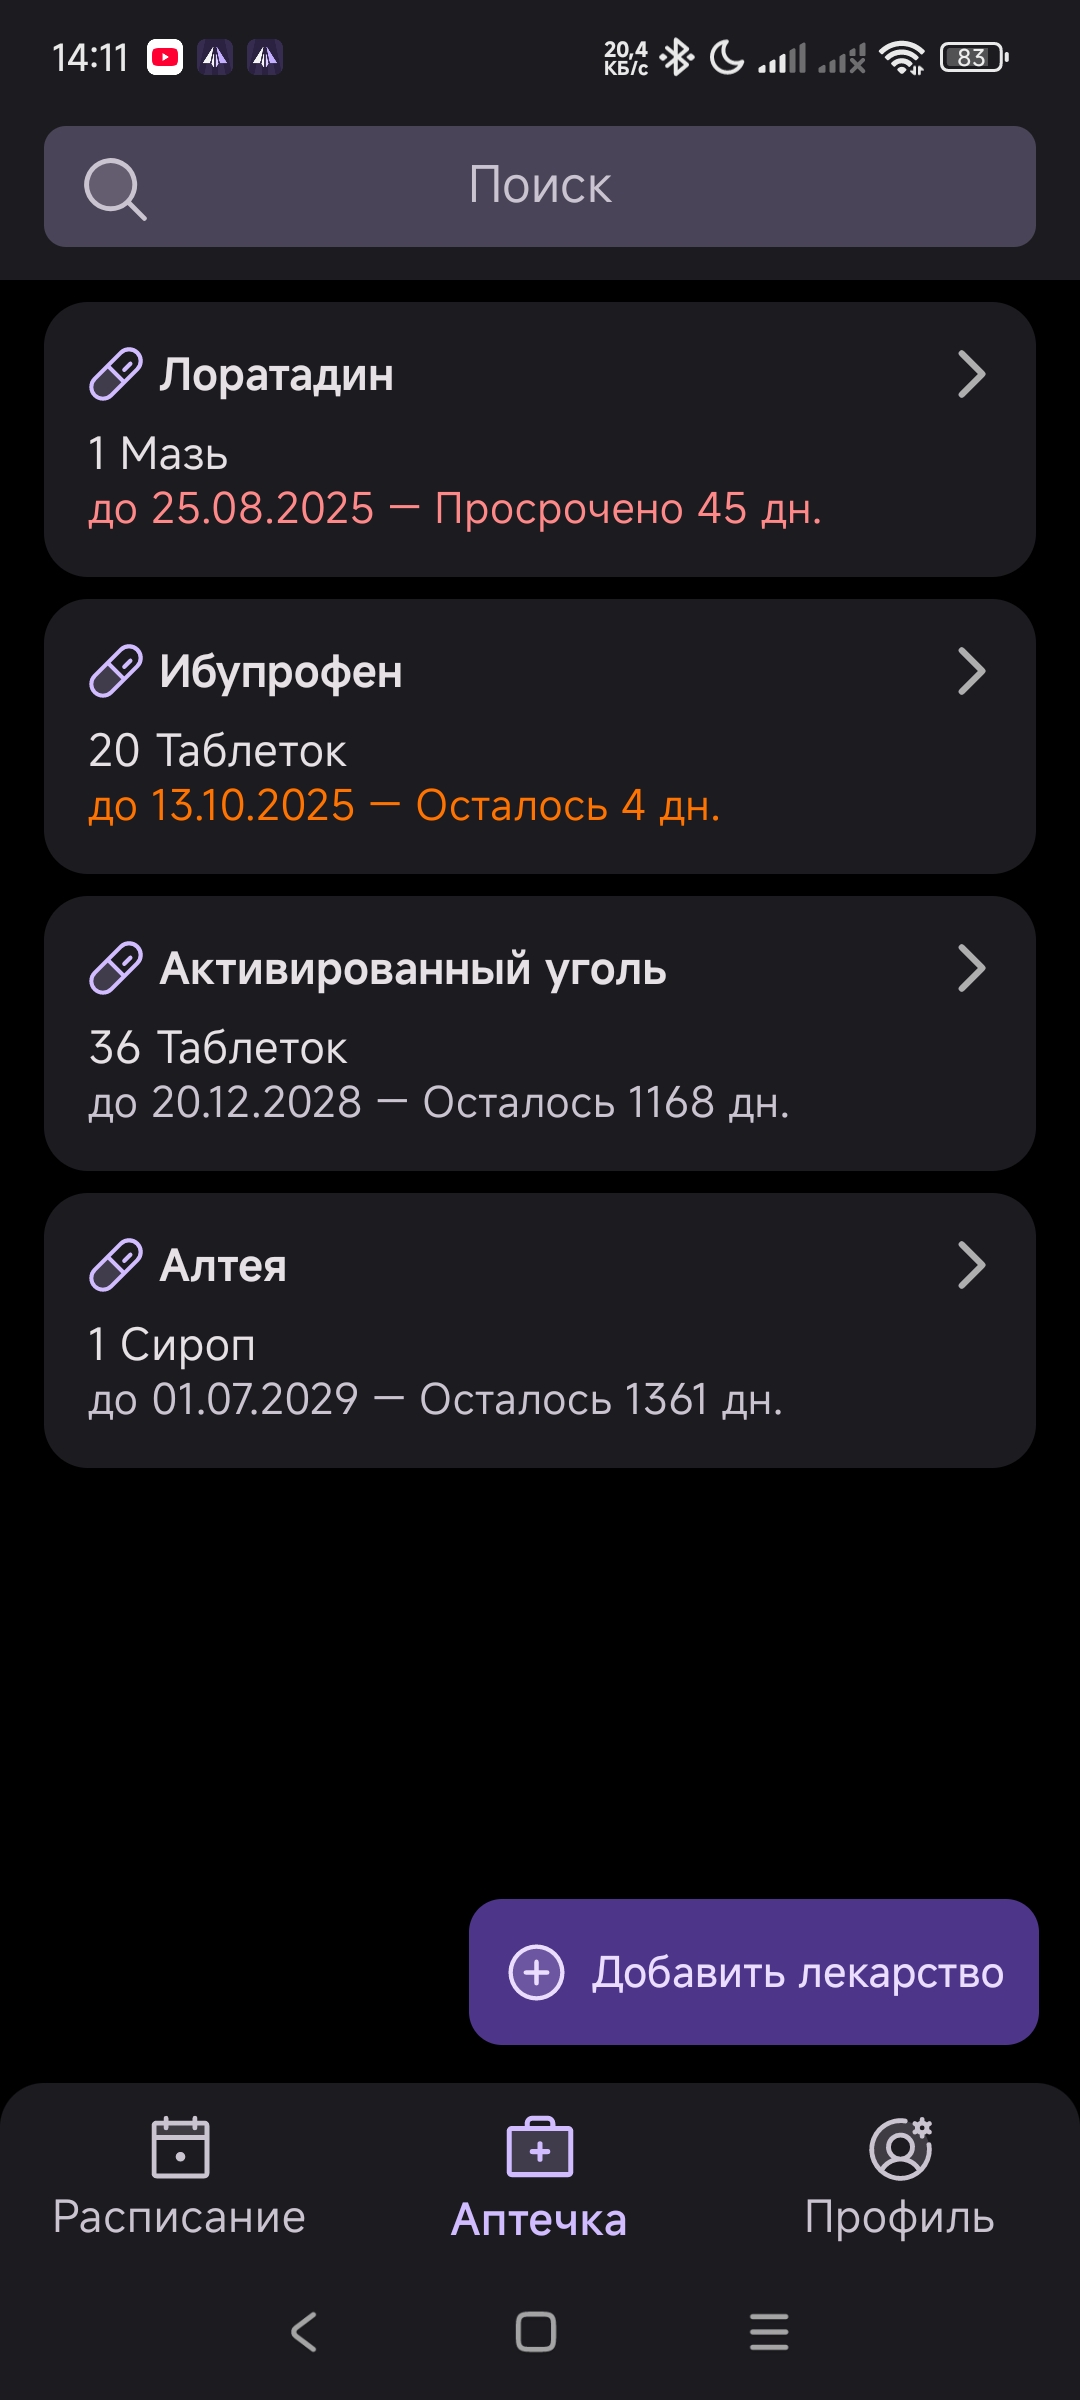 14:11
20,4
КБ/с
83
Поиск
Лоратадин
1 Мазь
до 25.08.2025 — Просрочено 45 дн.
Ибупрофен
20 Таблеток
до 13.10.2025 — Осталось 4 дн.
Активированный уголь
36 Таблеток
до 20.12.2028 — Осталось 1168 дн.
Алтея
1 Сироп
до 01.07.2029 — Осталось 1361 дн.
Добавить лекарство
Расписание
Аптечка
Профиль